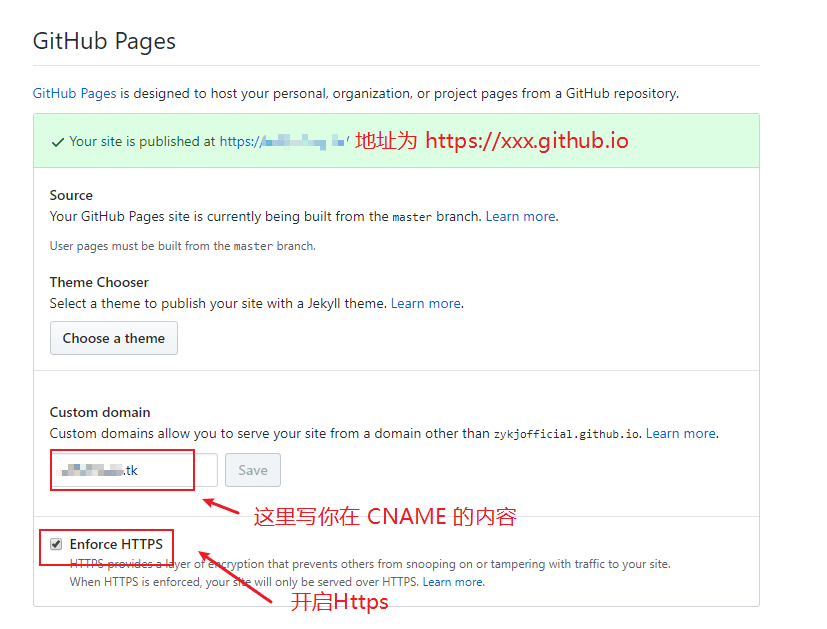 GitHub Pages
GitHub Pages is designed to host your personal, organization, or project pages from a GitHub repository.
Your site is published at https:// / 地址为 https://xxx.github.io
Source
Your GitHub Pages site is currently being built from the master branch. Learn more.
User pages must be built from the master branch.
Theme Chooser
Select a theme to publish your site with a Jekyll theme. Learn more.
Choose a theme
Custom domain
Custom domains allow you to serve your site from a domain other than zykjofficial.github.io. Learn more.
.tk Save
这里写你在 CNAME 的内容
Enforce HTTPS
HTTPS provides a layer of encryption that prevents others from snooping on or tampering with traffic to your site.
When HTTPS is enforced, your site will only be served over HTTPS. Learn more.
开启Https